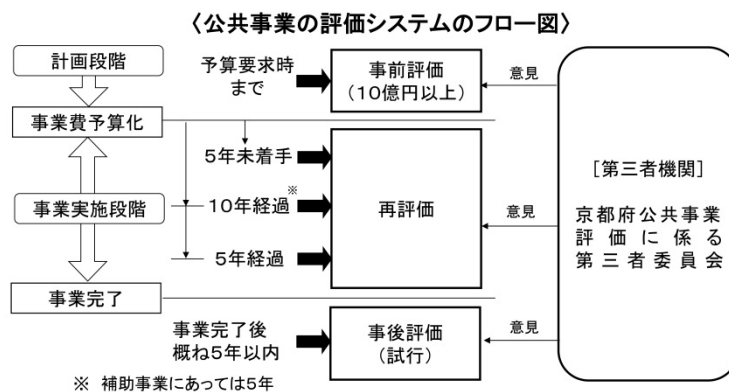 〈公共事業の評価システムのフロー図〉
計画段階
事業費予算化
事業実施段階
事業完了
予算要求時
まで
5年未着手
10年経過※
5年経過
事業完了後
概ね5年以内
事前評価
（10億円以上）
再評価
事後評価
（試行）
意見
意見
意見
［第三者機関］
京都府公共事業
評価に係る
第三者委員会
※ 補助事業にあっては5年